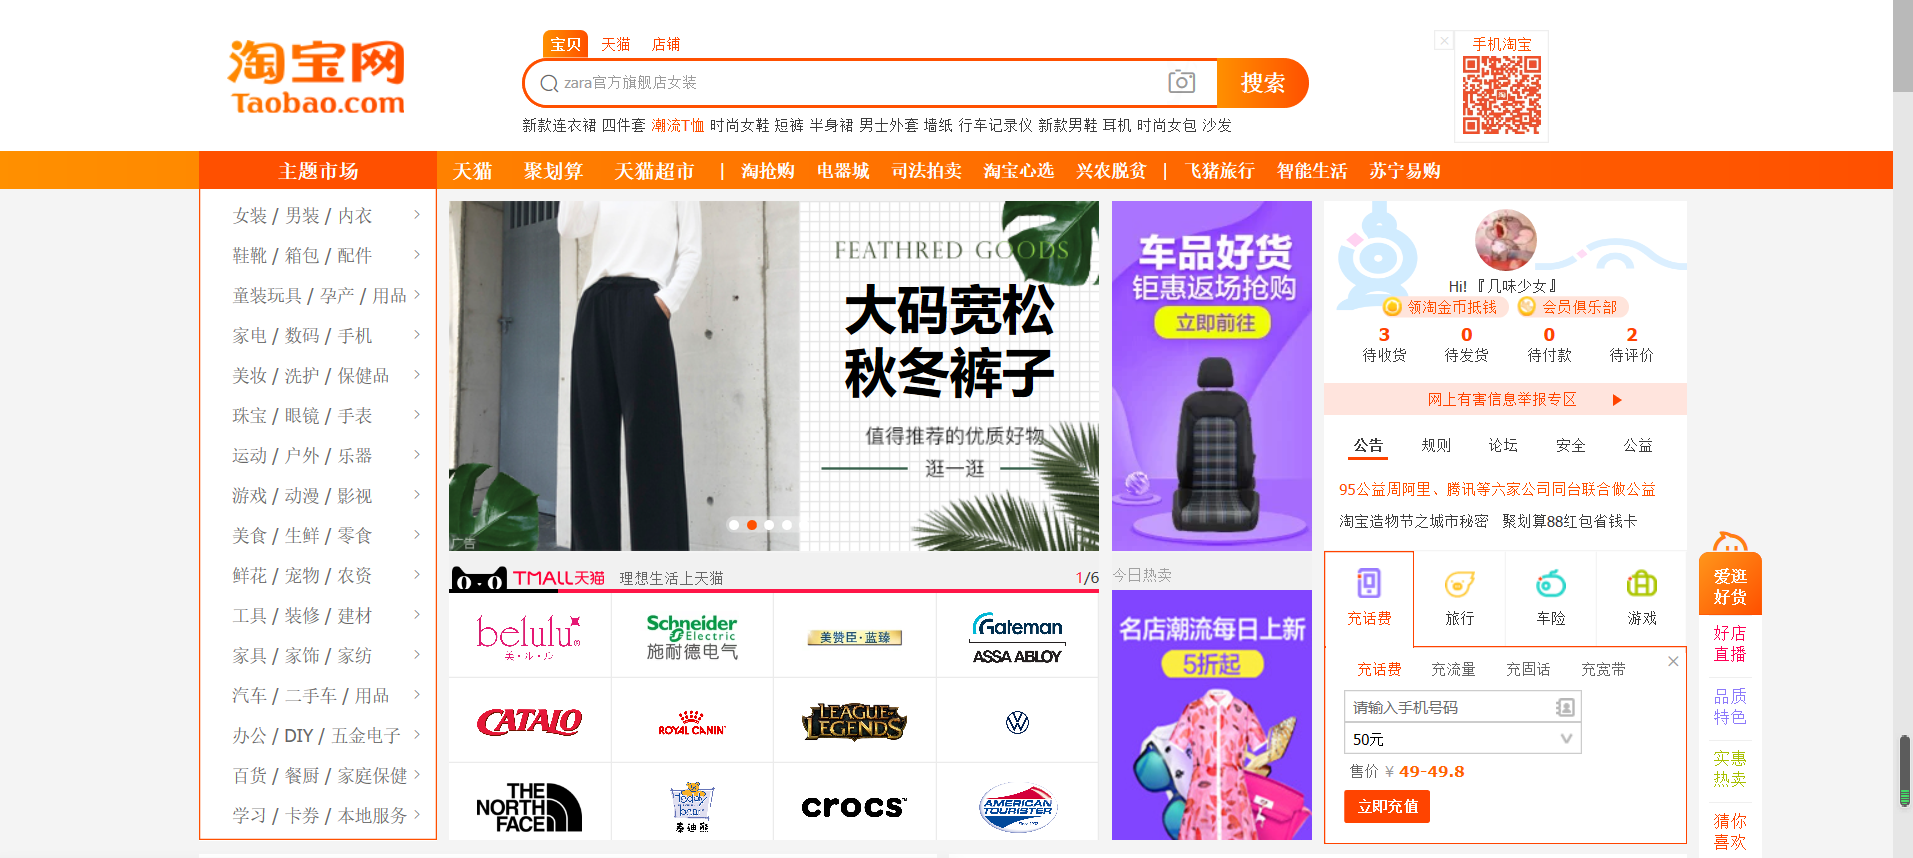 淘宝网
Taobao.com
宝贝 天猫 店铺
zara官方旗舰店女装
搜索
新款连衣裙 四件套 潮流T恤 时尚女鞋 短裤 半身裙 男士外套 墙纸 行车记录仪 新款男鞋 耳机 时尚女包 沙发
手机淘宝
主题市场
天猫 聚划算 天猫超市 | 淘抢购 电器城 司法拍卖 淘宝心选 兴农脱贫 | 飞猪旅行 智能生活 苏宁易购
女装 / 男装 / 内衣
鞋靴 / 箱包 / 配件
童装玩具 / 孕产 / 用品
家电 / 数码 / 手机
美妆 / 洗护 / 保健品
珠宝 / 眼镜 / 手表
运动 / 户外 / 乐器
游戏 / 动漫 / 影视
美食 / 生鲜 / 零食
鲜花 / 宠物 / 农资
工具 / 装修 / 建材
家具 / 家饰 / 家纺
汽车 / 二手车 / 用品
办公 / DIY / 五金电子
百货 / 餐厨 / 家庭保健
学习 / 卡券 / 本地服务
FEATHRED GOODS
大码宽松
秋冬裤子
值得推荐的优质好物
逛一逛
广告
TMALL天猫 理想生活上天猫
1/6
belulu
美·ル·ル
Schneider
Electric
施耐德电气
美赞臣·蓝臻
Gateman
ASSA ABLOY
CATALO
ROYAL CANIN
LEAGUE OF
LEGENDS
THE
NORTH
FACE
Teddy
bear
泰迪熊
crocs™
AMERICAN
TOURISTER
车品好货
钜惠返场抢购
立即前往
今日热卖
名店潮流每日上新
5折起
Hi! 『几味少女』
领淘金币抵钱 会员俱乐部
3 0 0 2
待收货 待发货 待付款 待评价
网上有害信息举报专区
公告 规则 论坛 安全 公益
95公益周阿里、腾讯等六家公司同台联合做公益
淘宝造物节之城市秘密 聚划算88红包省钱卡
充话费 旅行 车险 游戏
充话费 充流量 充固话 充宽带
请输入手机号码
50元
售价 ¥ 49-49.8
立即充值
爱逛
好货
好店
直播
品质
特色
实惠
热卖
猜你
喜欢